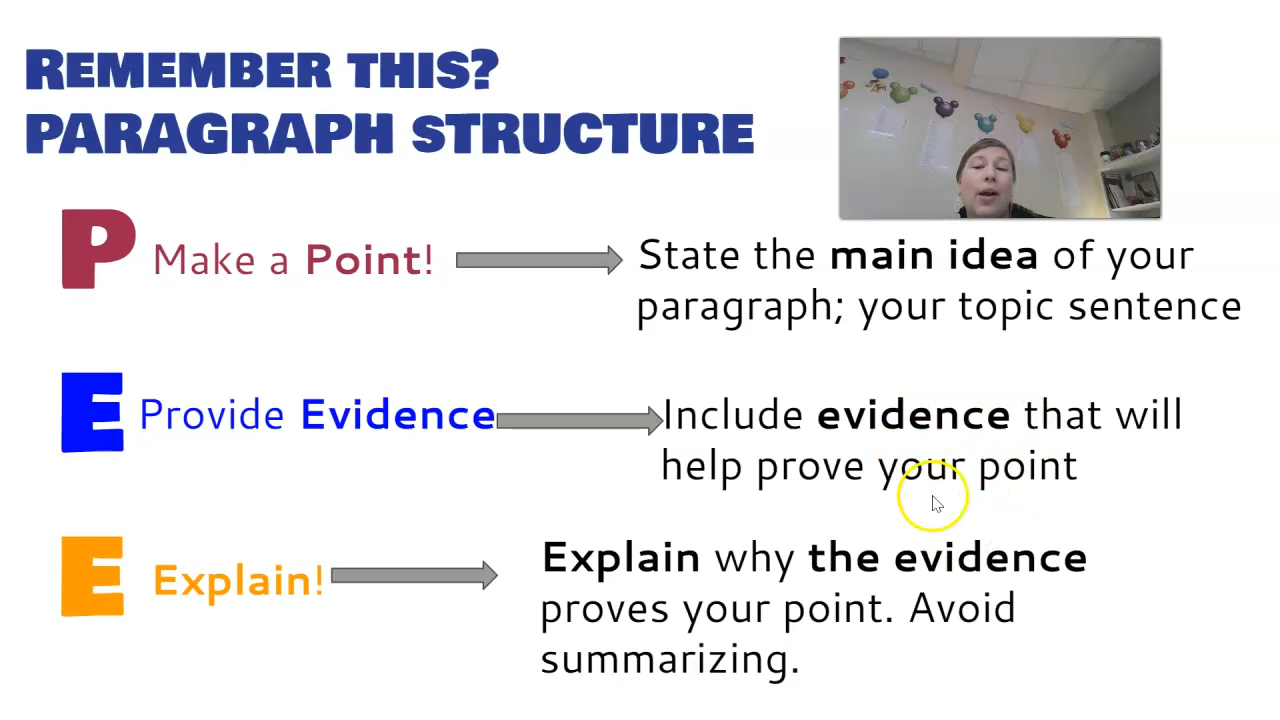 REMEMBER THIS?
PARAGRAPH STRUCTURE
P Make a Point!
State the main idea of your
paragraph; your topic sentence
E Provide Evidence
Include evidence that will
help prove your point
E Explain!
Explain why the evidence
proves your point. Avoid
summarizing.